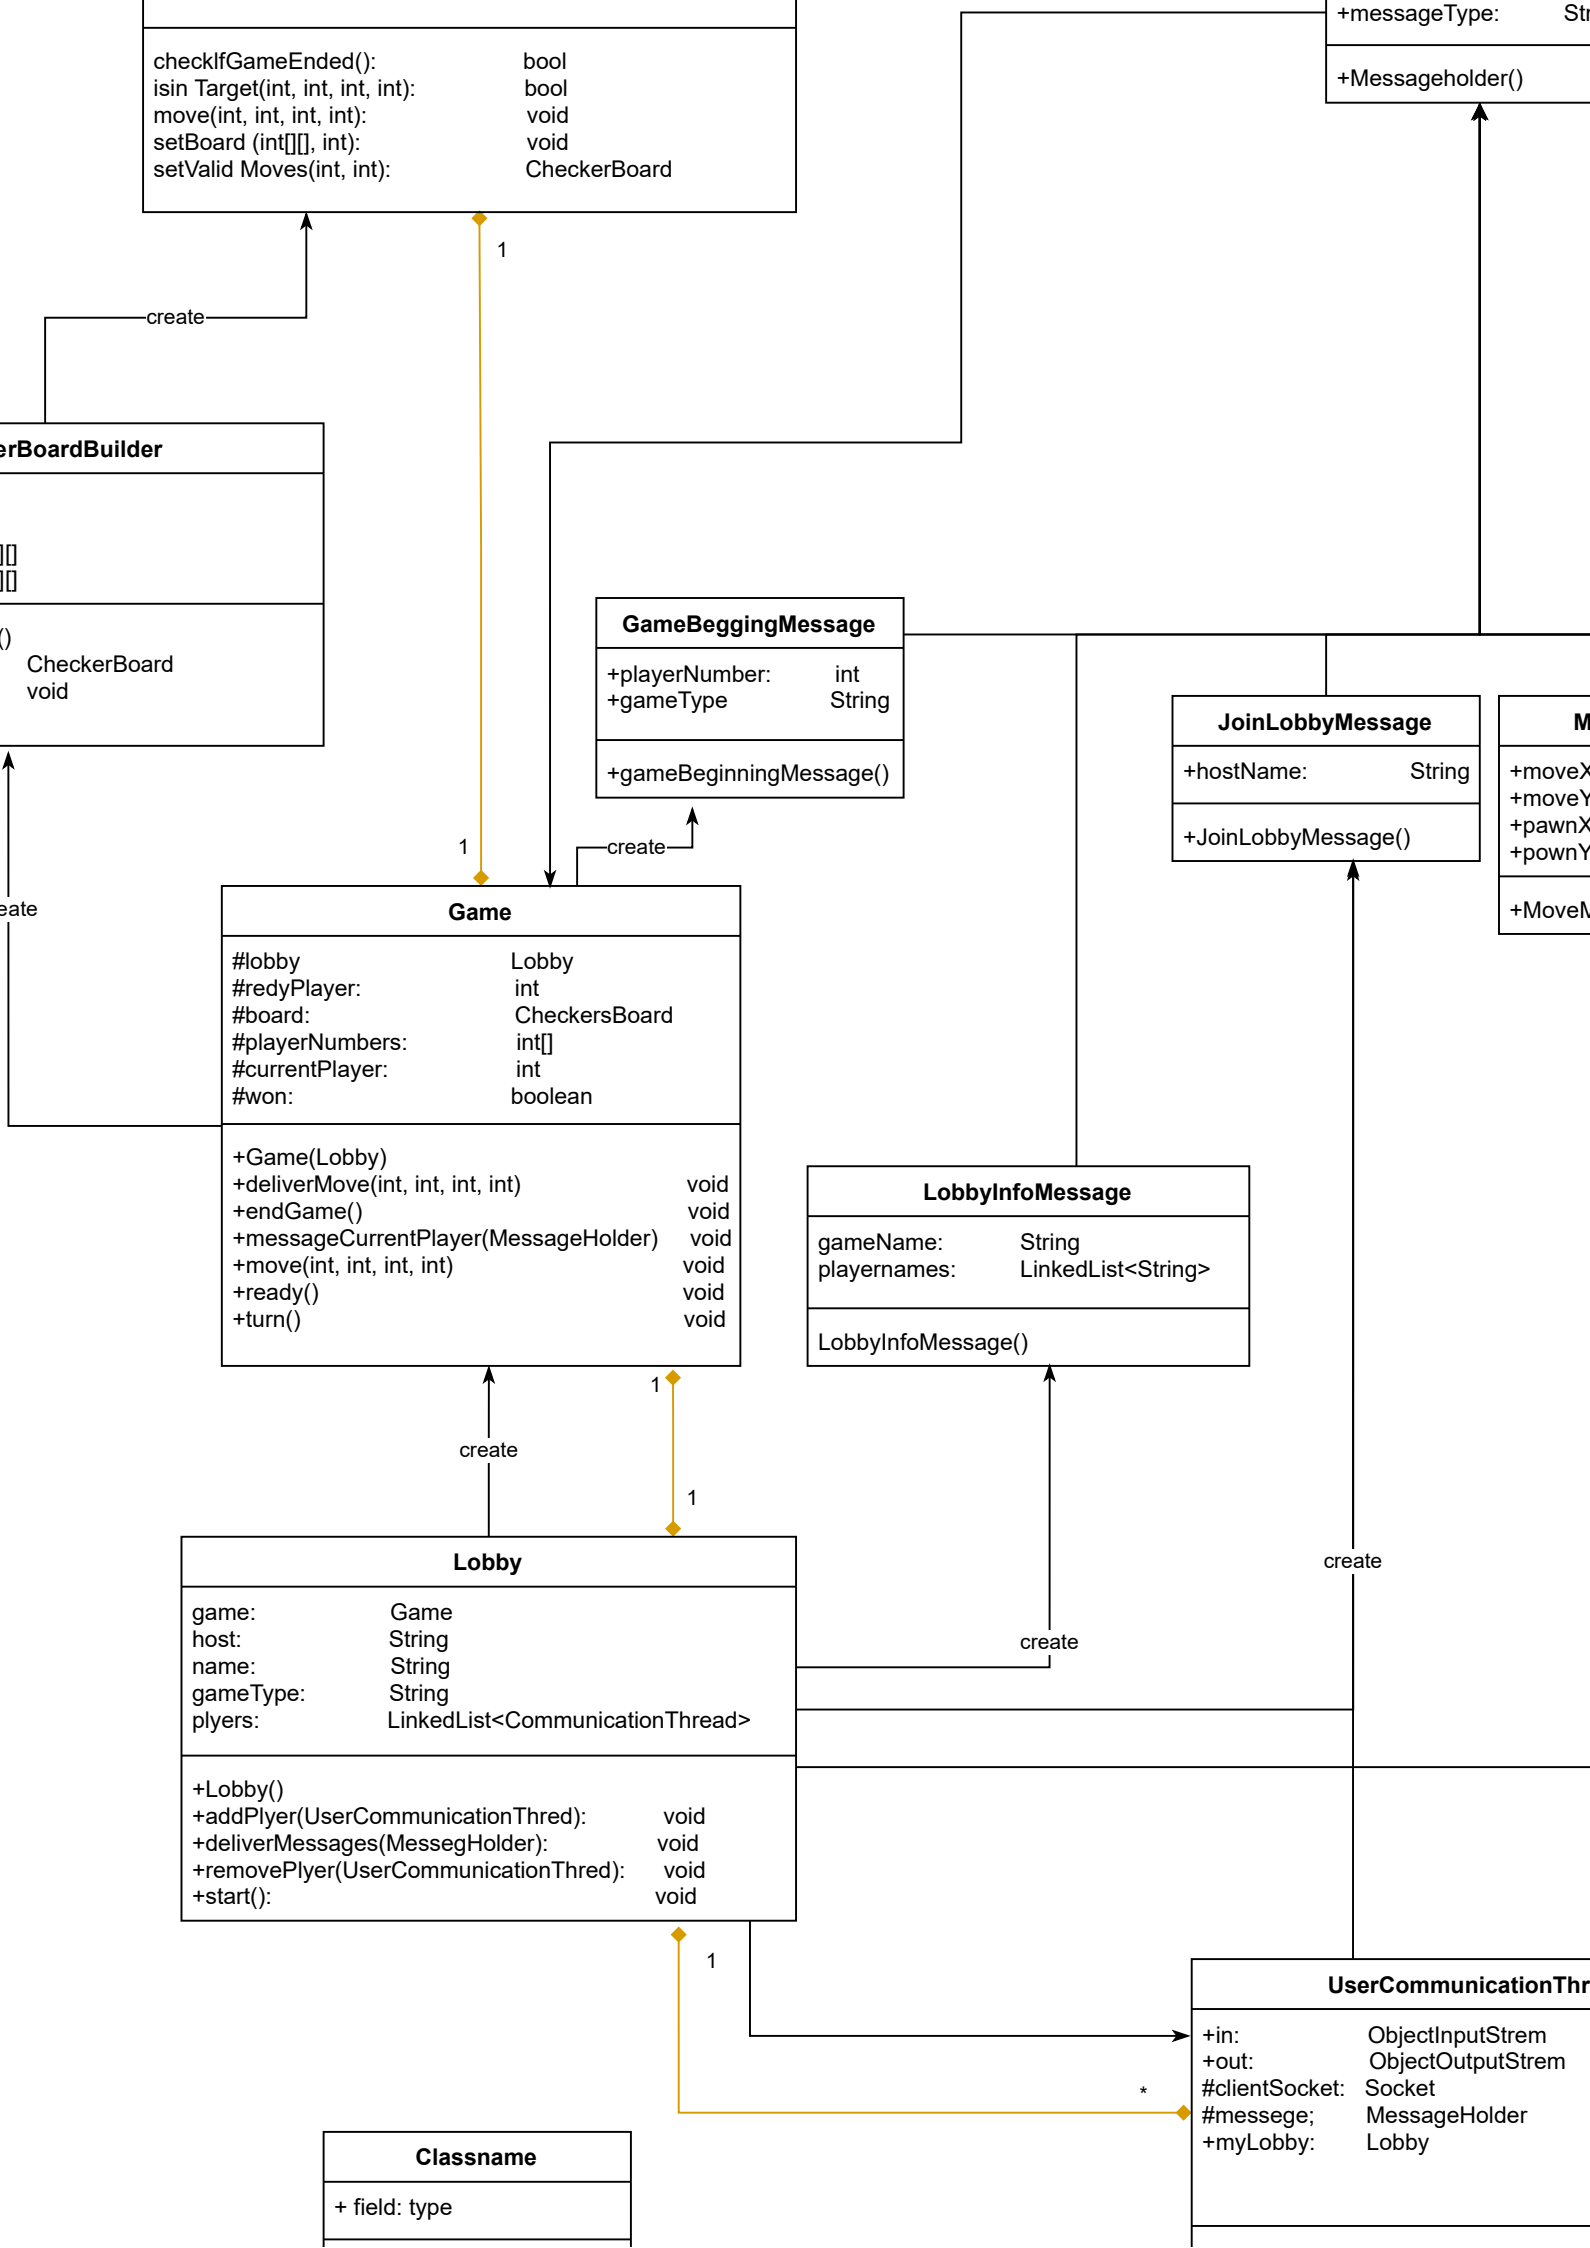 +messageType: Str
+Messageholder()
checkIfGameEnded(): bool
isin Target(int, int, int, int): bool
move(int, int, int, int): void
setBoard (int[][], int): void
setValid Moves(int, int): CheckerBoard
1
create
erBoardBuilder
][]
][]
()
CheckerBoard
void
GameBeggingMessage
+playerNumber: int
+gameType String
+gameBeginningMessage()
JoinLobbyMessage
+hostName: String
+JoinLobbyMessage()
M
+moveX
+moveY
+pawnX
+pownY
+MoveM
1
create
eate
Game
#lobby Lobby
#redyPlayer: int
#board: CheckersBoard
#playerNumbers: int[]
#currentPlayer: int
#won: boolean
+Game(Lobby)
+deliverMove(int, int, int, int) void
+endGame() void
+messageCurrentPlayer(MessageHolder) void
+move(int, int, int, int) void
+ready() void
+turn() void
LobbyInfoMessage
gameName: String
playernames: LinkedList<String>
LobbyInfoMessage()
1
create
1
Lobby
game: Game
host: String
name: String
gameType: String
plyers: LinkedList<CommunicationThread>
+Lobby()
+addPlyer(UserCommunicationThred): void
+deliverMessages(MessegHolder): void
+removePlyer(UserCommunicationThred): void
+start(): void
create
create
1
*
UserCommunicationThr
+in: ObjectInputStrem
+out: ObjectOutputStrem
#clientSocket: Socket
#messege; MessageHolder
+myLobby: Lobby
Classname
+ field: type